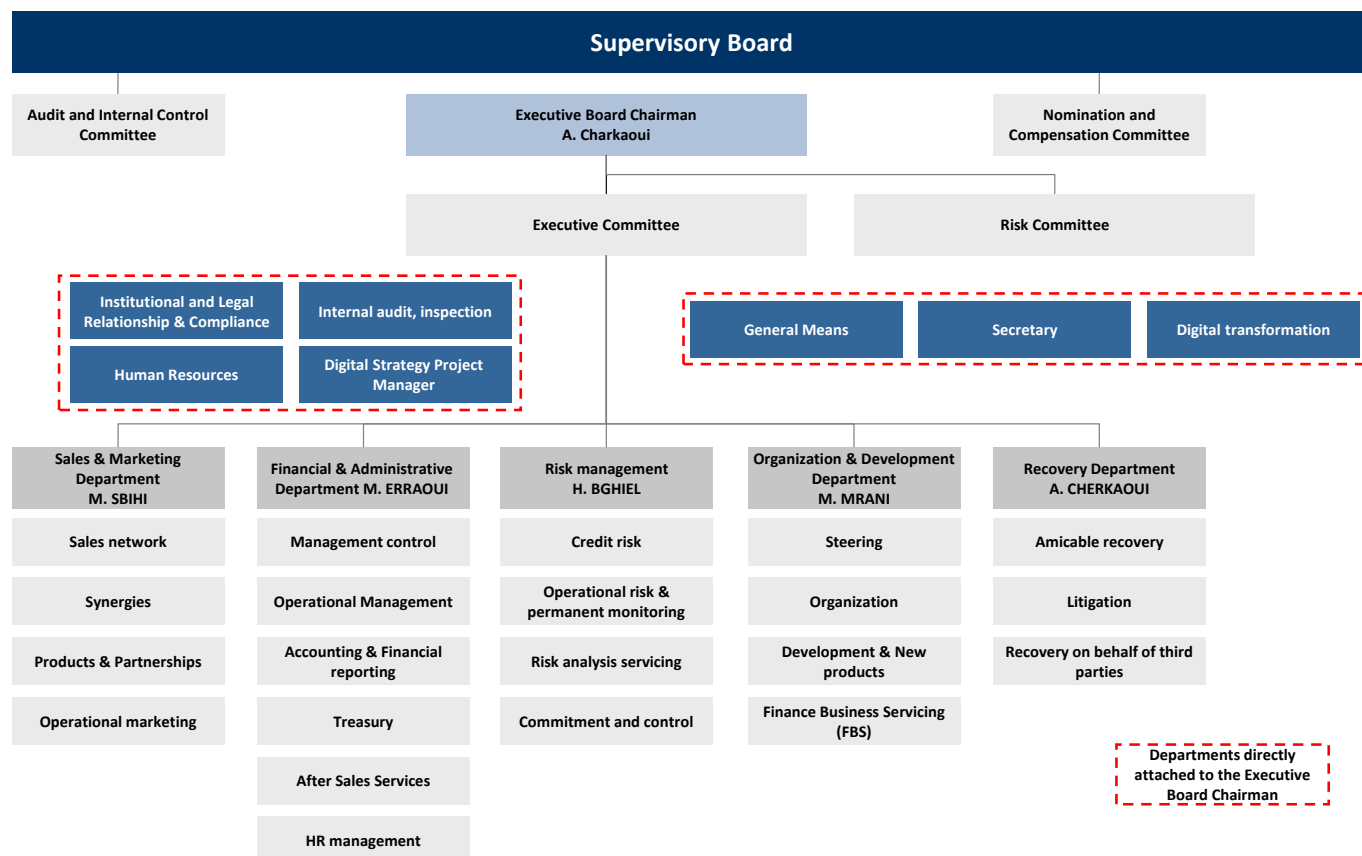 Supervisory Board
Audit and Internal Control
Committee
Executive Board Chairman
A. Charkaoui
Nomination and
Compensation Committee
Executive Committee
Risk Committee
Institutional and Legal
Relationship & Compliance
Internal audit, inspection
Human Resources
Digital Strategy Project
Manager
General Means
Secretary
Digital transformation
Sales & Marketing
Department
M. SBIHI
Financial & Administrative
Department M. ERRAOUI
Risk management
H. BGHIEL
Organization & Development
Department
M. MRANI
Recovery Department
A. CHERKAOUI
Sales network
Management control
Credit risk
Steering
Amicable recovery
Synergies
Operational Management
Operational risk &
permanent monitoring
Organization
Litigation
Products & Partnerships
Accounting & Financial
reporting
Risk analysis servicing
Development & New
products
Recovery on behalf of third
parties
Operational marketing
Treasury
Commitment and control
Finance Business Servicing
(FBS)
After Sales Services
HR management
Departments directly
attached to the Executive
Board Chairman